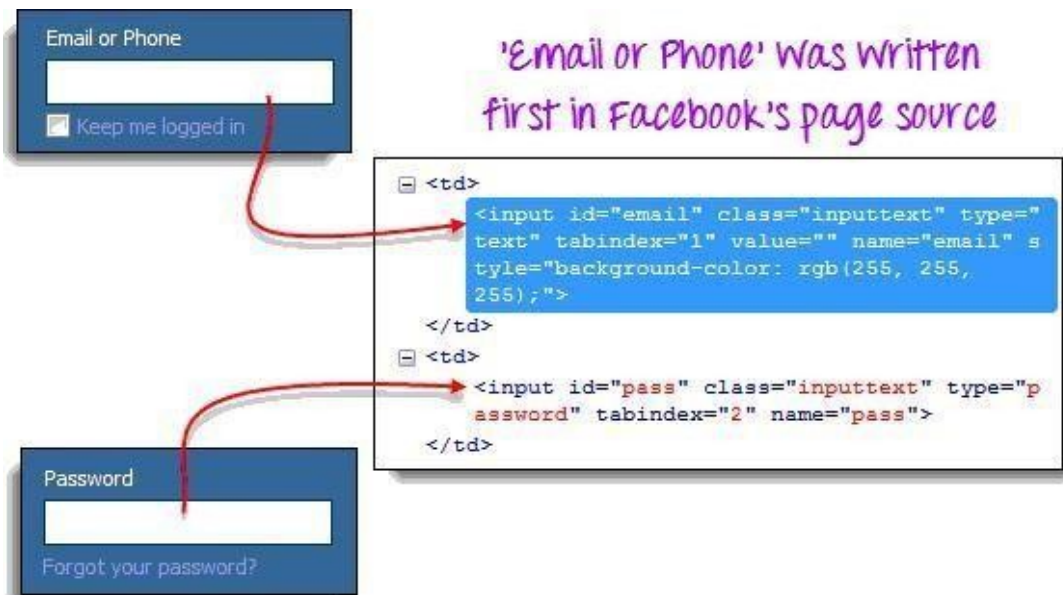 Email or Phone
Keep me logged in
'Email or Phone' Was Written
first in Facebook's page source
<td>
<input id="email" class="inputtext" type="
text" tabindex="1" value="" name="email" s
tyle="background-color: rgb(255, 255,
255);">
</td>
<td>
<input id="pass" class="inputtext" type="p
assword" tabindex="2" name="pass">
</td>
Password
Forgot your password?